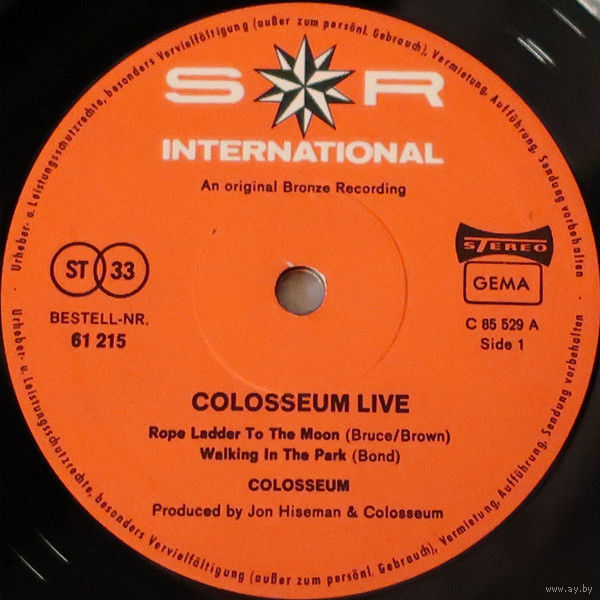 Urheber- u. Leistungsschutzrechte, besonders Vervielfältigung (außer zum persönl. Gebrauch), Vermietung, Aufführung, Sendung vorbehalten
S R
INTERNATIONAL
An original Bronze Recording
ST 33
STEREO
GEMA
BESTELL-NR.
61 215
C 85 529 A
Side 1
COLOSSEUM LIVE
Rope Ladder To The Moon (Bruce/Brown)
Walking In The Park (Bond)
COLOSSEUM
Produced by Jon Hiseman & Colosseum
Urheber- u. Leistungsschutzrechte, besonders Vervielfältigung (außer zum persönl. Gebrauch), Vermietung, Aufführung, Sendung vorbehalten
www.ay.by